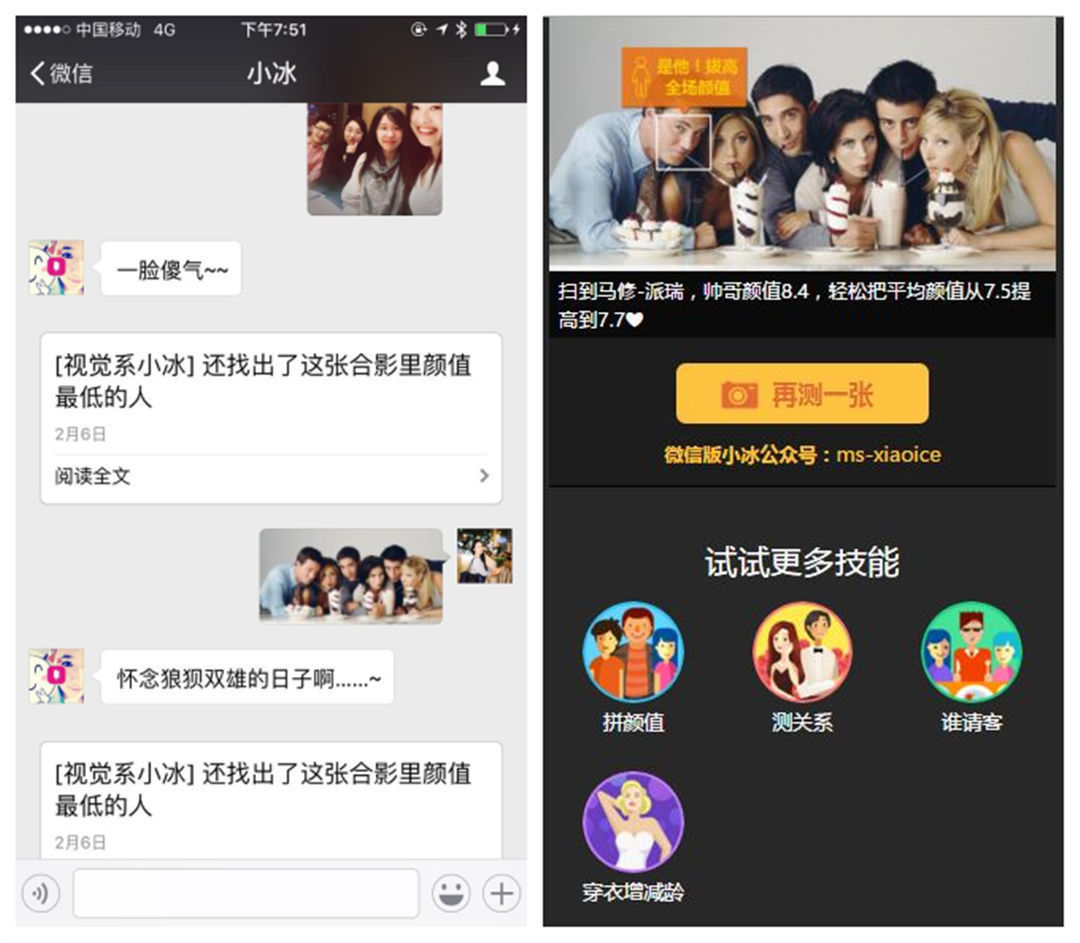 中国移动 4G 下午7:51
微信 小冰
一脸傻气~~
[视觉系小冰] 还找出了这张合影里颜值
最低的人
2月6日
阅读全文
怀念狼狈双雄的日子啊......~
[视觉系小冰] 还找出了这张合影里颜值
最低的人
2月6日
是他！拔高
全场颜值
扫到马修-派瑞，帅哥颜值8.4，轻松把平均颜值从7.5提
高到7.7
再测一张
微信版小冰公众号：ms-xiaoice
试试更多技能
拼颜值 测关系 谁请客
穿衣增减龄